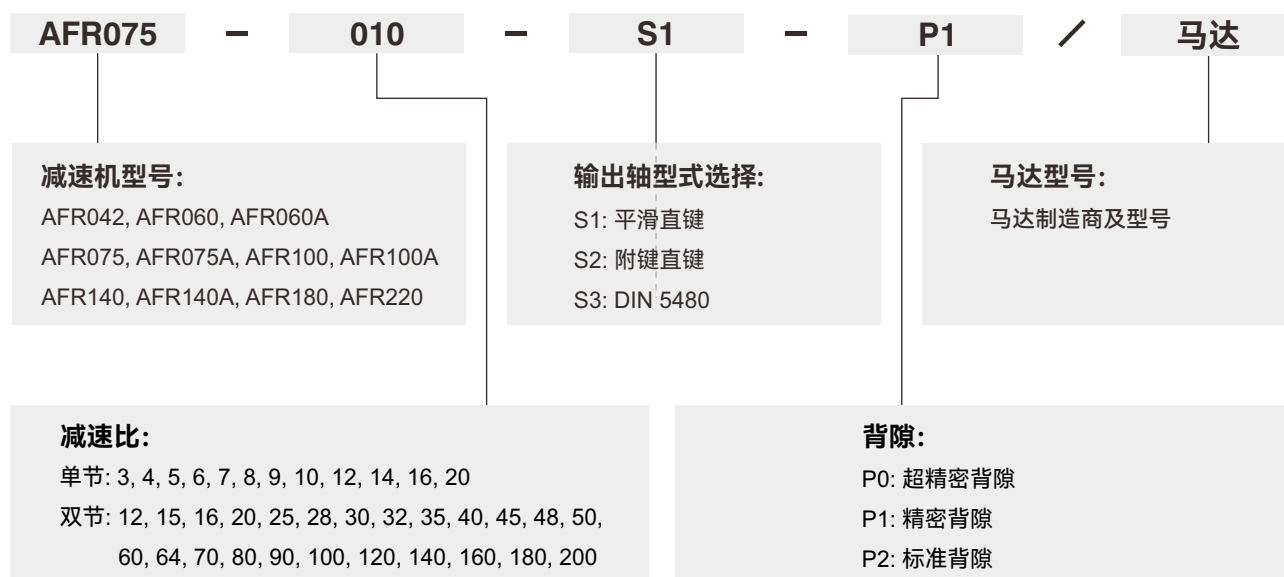 AFR075 – 010 – S1 – P1 / 马达
减速机型号:
AFR042, AFR060, AFR060A
AFR075, AFR075A, AFR100, AFR100A
AFR140, AFR140A, AFR180, AFR220
输出轴型式选择:
S1: 平滑直键
S2: 附键直键
S3: DIN 5480
马达型号:
马达制造商及型号
减速比:
单节: 3, 4, 5, 6, 7, 8, 9, 10, 12, 14, 16, 20
双节: 12, 15, 16, 20, 25, 28, 30, 32, 35, 40, 45, 48, 50,
60, 64, 70, 80, 90, 100, 120, 140, 160, 180, 200
背隙:
P0: 超精密背隙
P1: 精密背隙
P2: 标准背隙